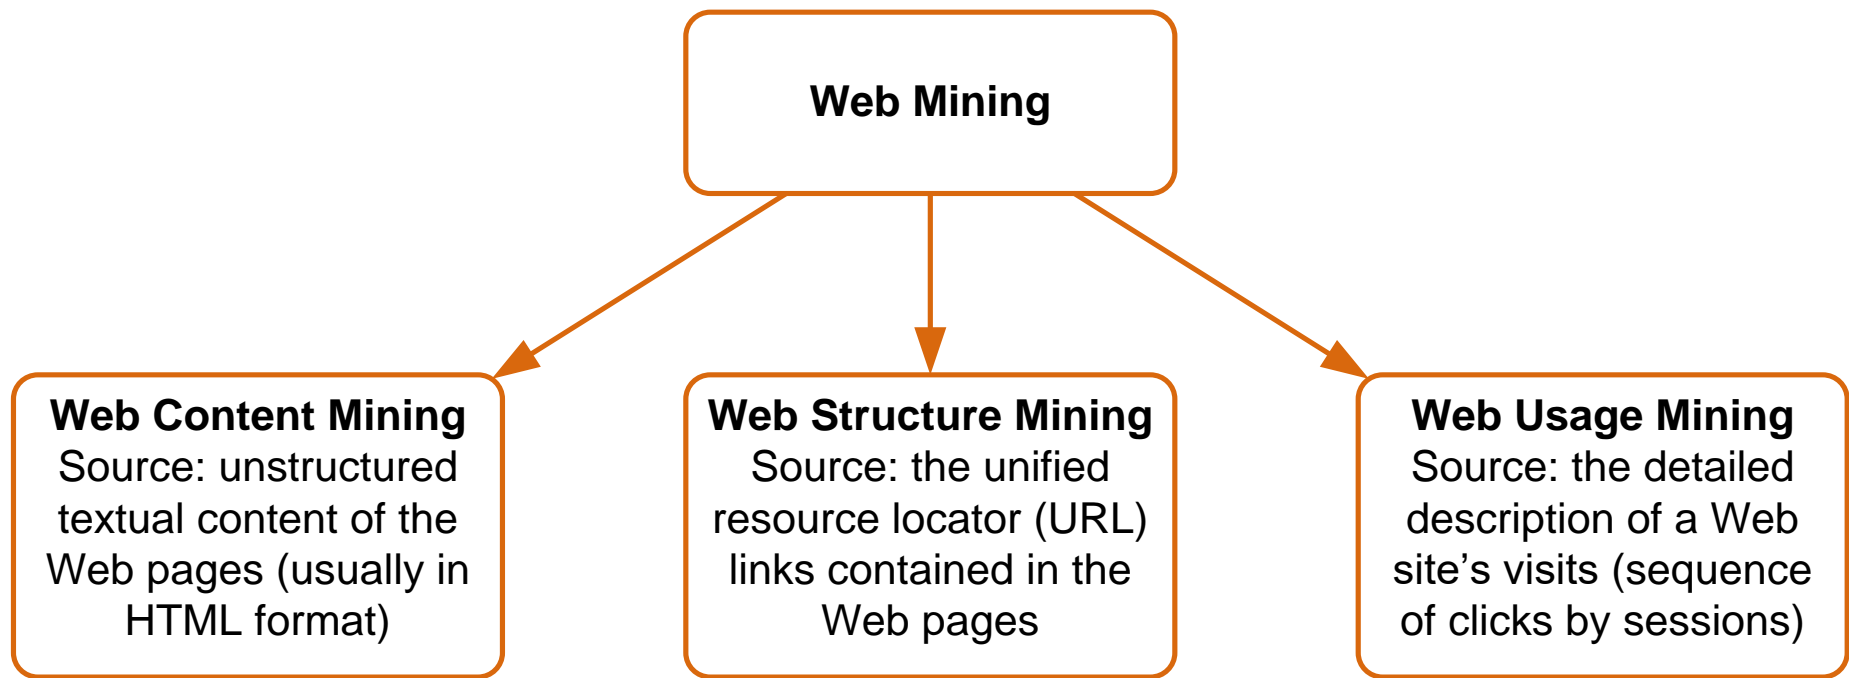 Web Mining
Web Content Mining
Source: unstructured
textual content of the
Web pages (usually in
HTML format)
Web Structure Mining
Source: the unified
resource locator (URL)
links contained in the
Web pages
Web Usage Mining
Source: the detailed
description of a Web
site’s visits (sequence
of clicks by sessions)